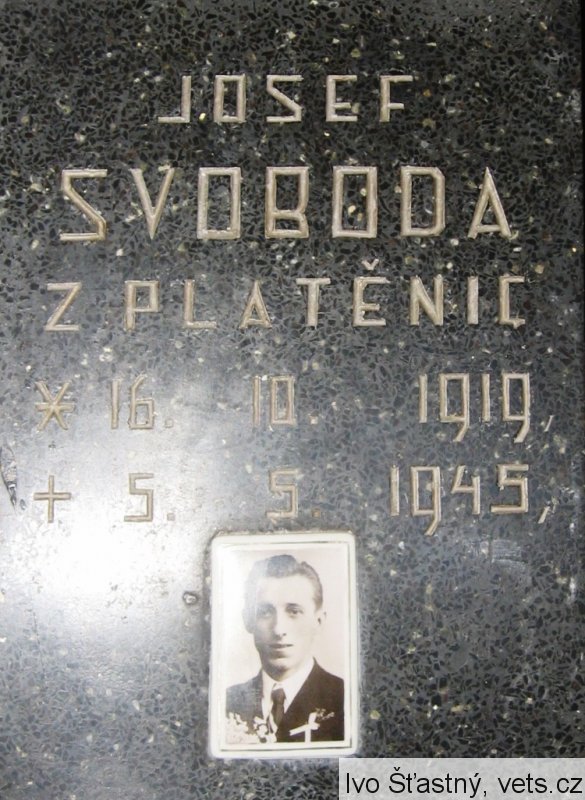 JOSEF
SVOBODA
Z PLATĚNIC
* 16. 10. 1919,
+ 5. 5. 1945,
Ivo Šťastný, vets.cz